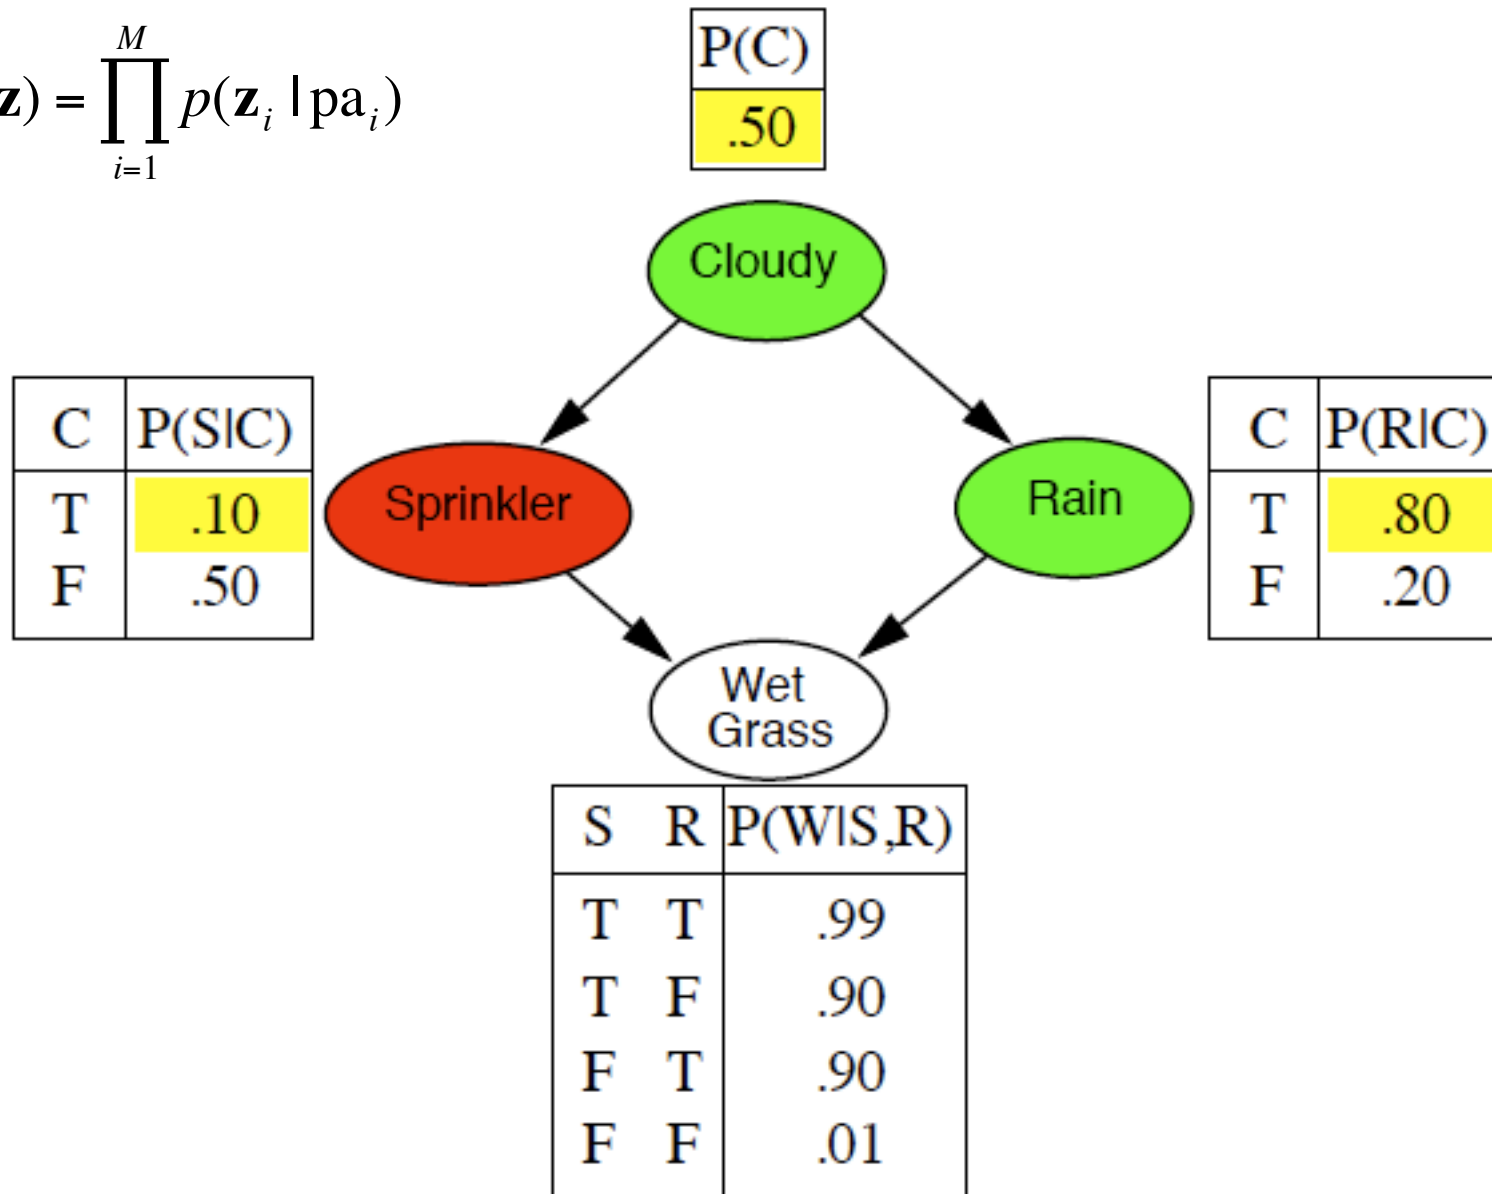 z) = ∏ p(z_i | pa_i)
M
i=1
P(C)
.50
Cloudy
C P(S|C)
T .10
F .50
Sprinkler
Rain
C P(R|C)
T .80
F .20
Wet
Grass
S R P(W|S,R)
T T .99
T F .90
F T .90
F F .01